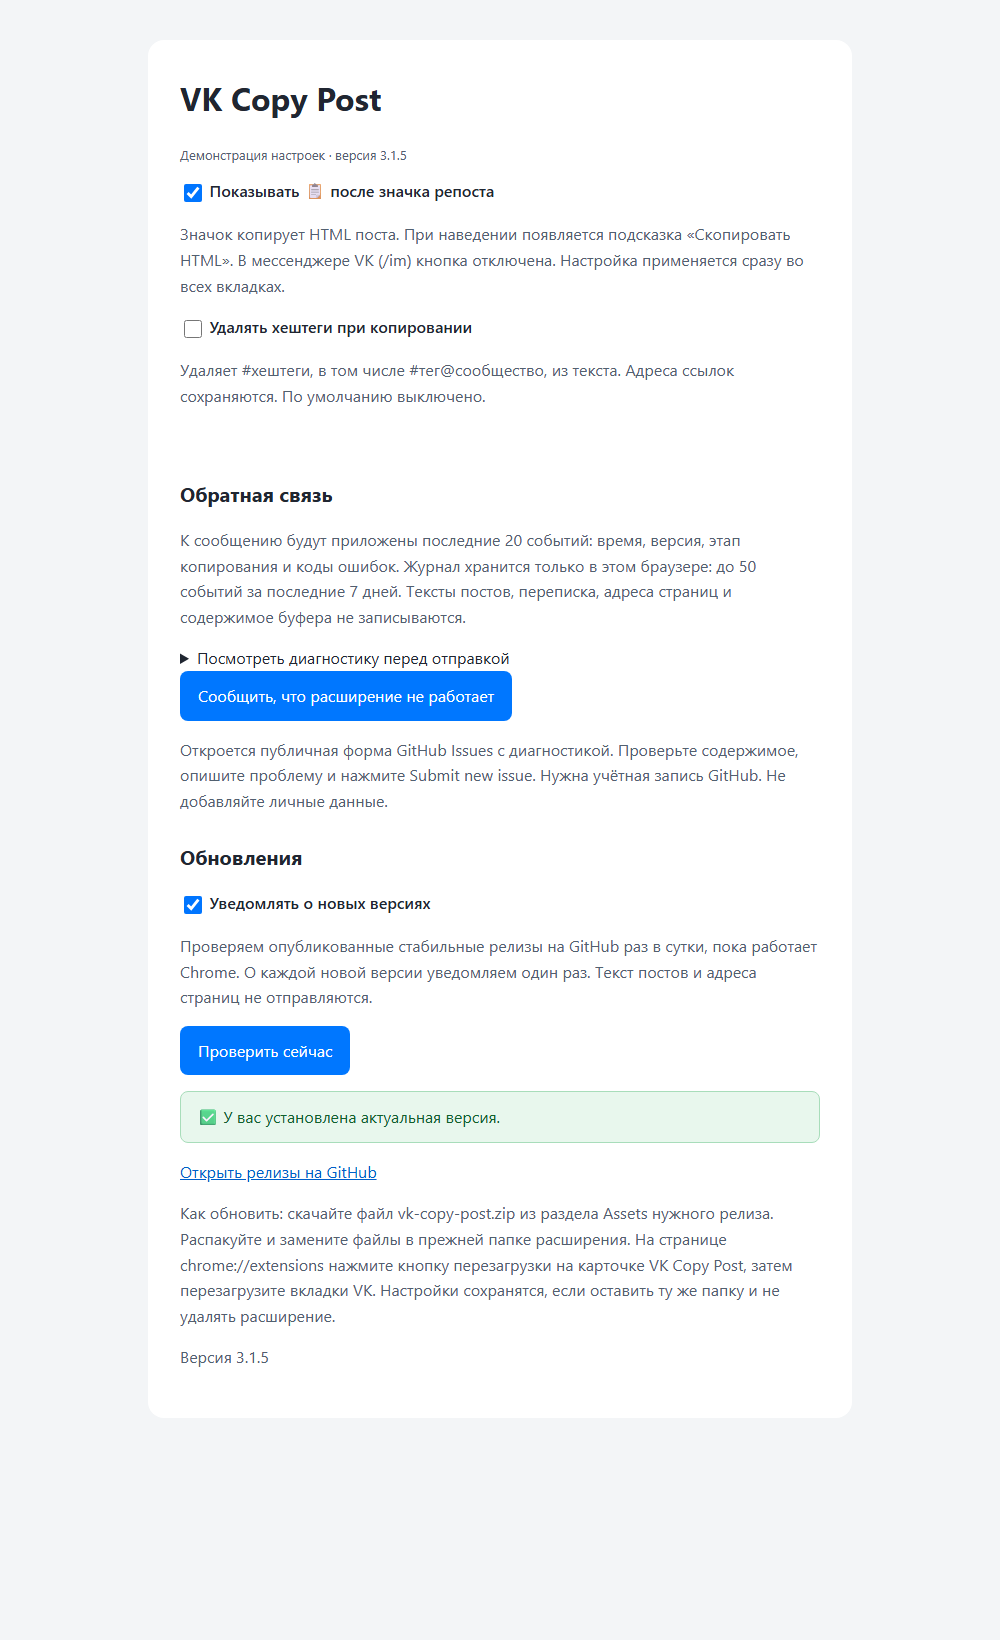 VK Copy Post
Демонстрация настроек · версия 3.1.5
Показывать 📋 после значка репоста
Значок копирует HTML поста. При наведении появляется подсказка «Скопировать
HTML». В мессенджере VK (/im) кнопка отключена. Настройка применяется сразу во
всех вкладках.
Удалять хештеги при копировании
Удаляет #хештеги, в том числе #тег@сообщество, из текста. Адреса ссылок
сохраняются. По умолчанию выключено.
Обратная связь
К сообщению будут приложены последние 20 событий: время, версия, этап
копирования и коды ошибок. Журнал хранится только в этом браузере: до 50
событий за последние 7 дней. Тексты постов, переписка, адреса страниц и
содержимое буфера не записываются.
Посмотреть диагностику перед отправкой
Сообщить, что расширение не работает
Откроется публичная форма GitHub Issues с диагностикой. Проверьте содержимое,
опишите проблему и нажмите Submit new issue. Нужна учётная запись GitHub. Не
добавляйте личные данные.
Обновления
Уведомлять о новых версиях
Проверяем опубликованные стабильные релизы на GitHub раз в сутки, пока работает
Chrome. О каждой новой версии уведомляем один раз. Текст постов и адреса
страниц не отправляются.
Проверить сейчас
✅ У вас установлена актуальная версия.
Открыть релизы на GitHub
Как обновить: скачайте файл vk-copy-post.zip из раздела Assets нужного релиза.
Распакуйте и замените файлы в прежней папке расширения. На странице
chrome://extensions нажмите кнопку перезагрузки на карточке VK Copy Post, затем
перезагрузите вкладки VK. Настройки сохранятся, если оставить ту же папку и не
удалять расширение.
Версия 3.1.5